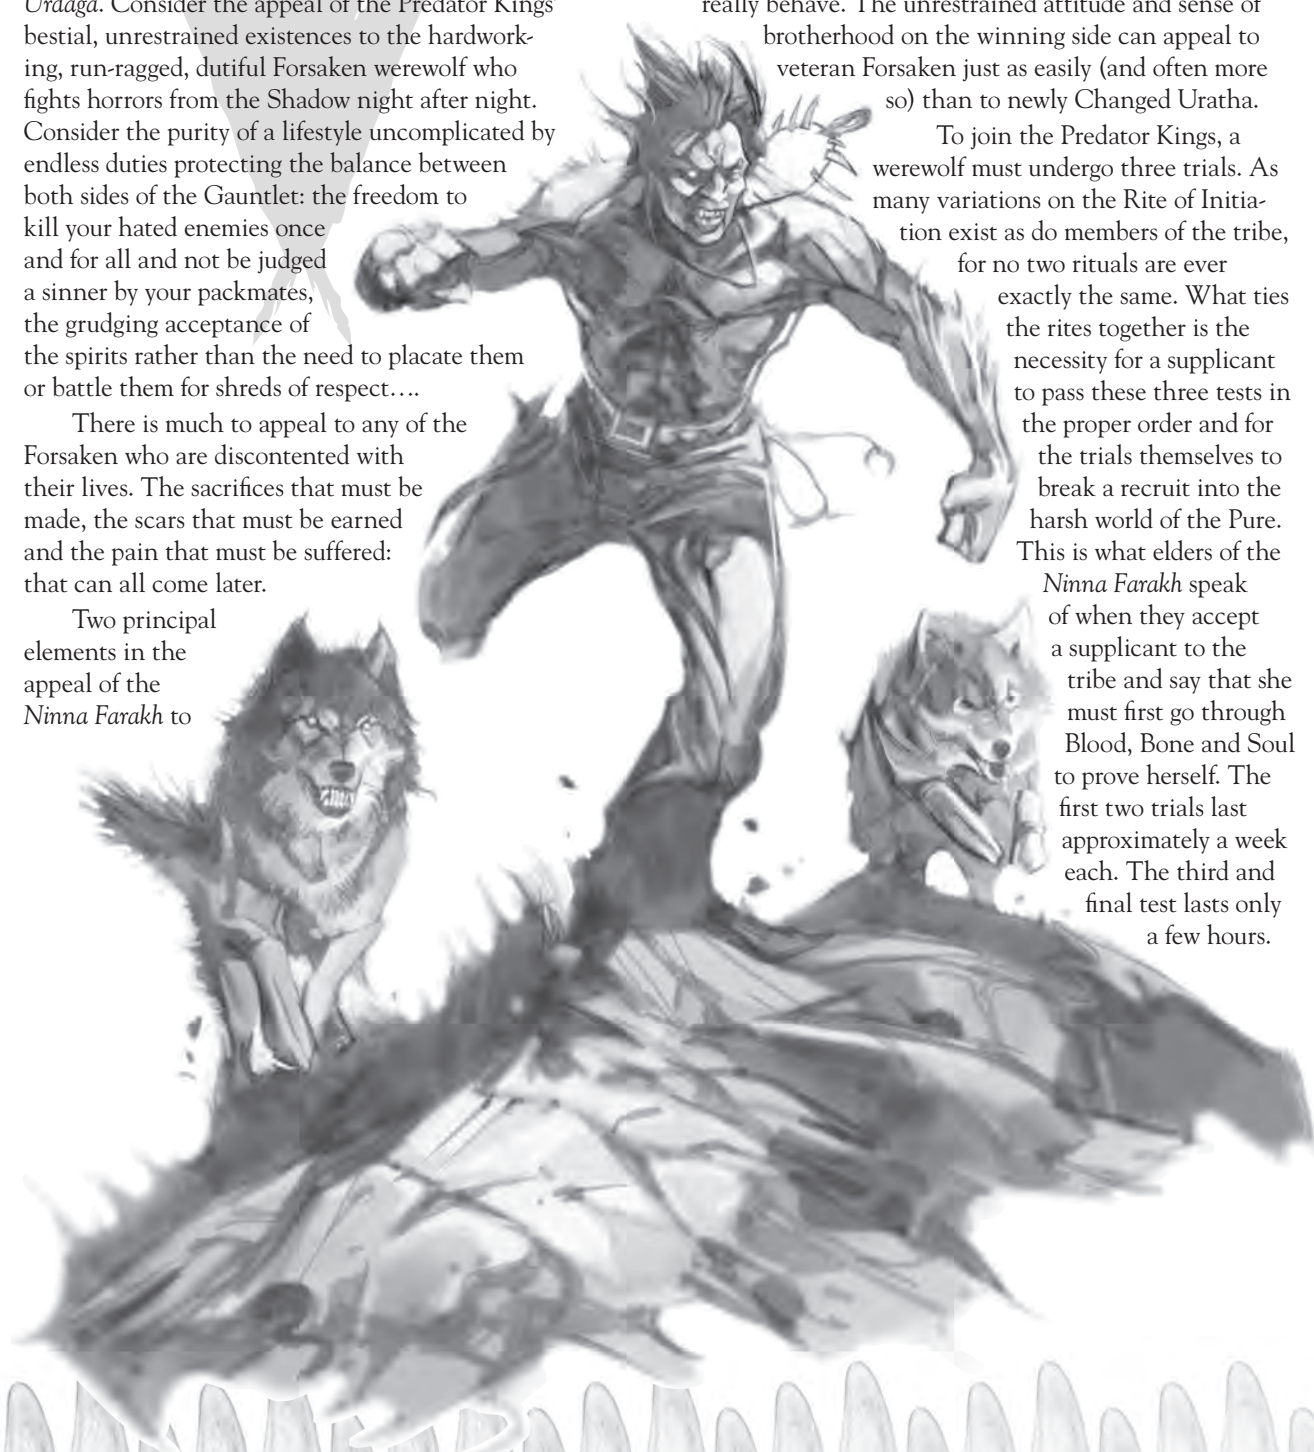 Urdaga. Consider the appeal of the Predator Kings'
bestial, unrestrained existences to the hardwork-
ing, run-ragged, dutiful Forsaken werewolf who
fights horrors from the Shadow night after night.
Consider the purity of a lifestyle uncomplicated by
endless duties protecting the balance between
both sides of the Gauntlet: the freedom to
kill your hated enemies once
and for all and not be judged
a sinner by your packmates,
the grudging acceptance of
the spirits rather than the need to placate them
or battle them for shreds of respect….
There is much to appeal to any of the
Forsaken who are discontented with
their lives. The sacrifices that must be
made, the scars that must be earned
and the pain that must be suffered:
that can all come later.
Two principal
elements in the
appeal of the
Ninna Farakh to
really behave. The unrestrained attitude and sense of
brotherhood on the winning side can appeal to
veteran Forsaken just as easily (and often more
so) than to newly Changed Uratha.
To join the Predator Kings, a
werewolf must undergo three trials. As
many variations on the Rite of Initia-
tion exist as do members of the tribe,
for no two rituals are ever
exactly the same. What ties
the rites together is the
necessity for a supplicant
to pass these three tests in
the proper order and for
the trials themselves to
break a recruit into the
harsh world of the Pure.
This is what elders of the
Ninna Farakh speak
of when they accept
a supplicant to the
tribe and say that she
must first go through
Blood, Bone and Soul
to prove herself. The
first two trials last
approximately a week
each. The third and
final test lasts only
a few hours.